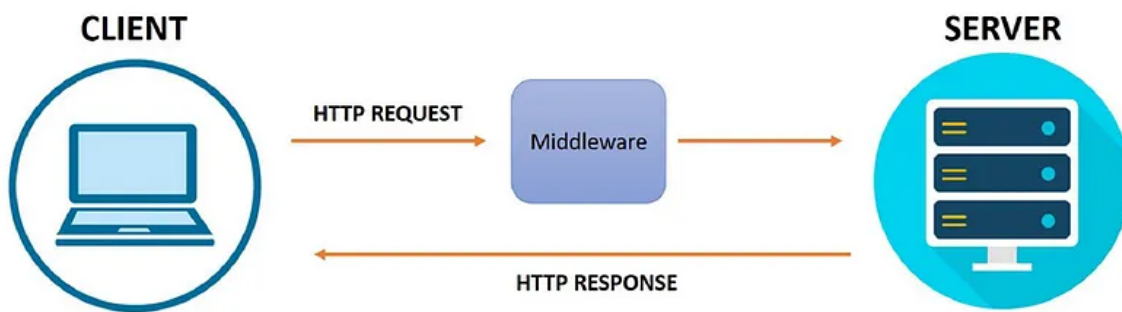 CLIENT
SERVER
HTTP REQUEST
Middleware
HTTP RESPONSE